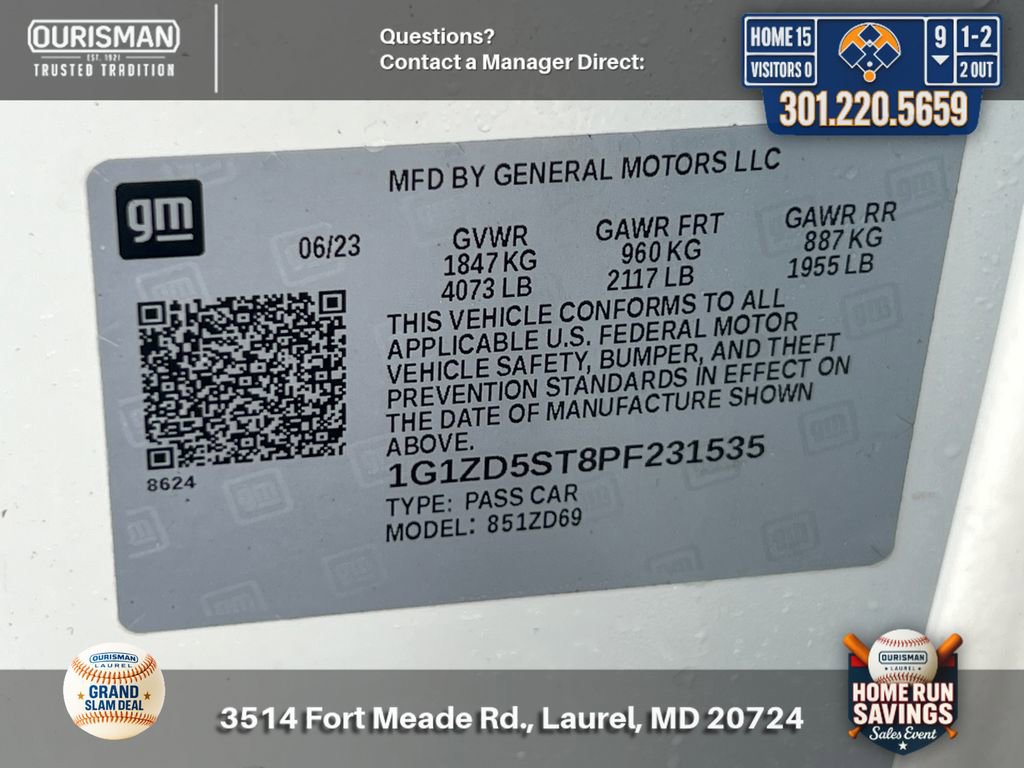 OURISMAN
EST. 1921
TRUSTED TRADITION
Questions?
Contact a Manager Direct:
HOME 15
VISITORS 0
9
1-2
2 OUT
301.220.5659
gm
MFD BY GENERAL MOTORS LLC
06/23
GVWR
1847 KG
4073 LB
GAWR FRT
960 KG
2117 LB
GAWR RR
887 KG
1955 LB
THIS VEHICLE CONFORMS TO ALL
APPLICABLE U.S. FEDERAL MOTOR
VEHICLE SAFETY, BUMPER, AND THEFT
PREVENTION STANDARDS IN EFFECT ON
THE DATE OF MANUFACTURE SHOWN
ABOVE.
8624
1G1ZD5ST8PF231535
TYPE: PASS CAR
MODEL: 851ZD69
OURISMAN
LAUREL
GRAND
SLAM DEAL
3514 Fort Meade Rd., Laurel, MD 20724
OURISMAN
LAUREL
HOME RUN
SAVINGS
Sales Event